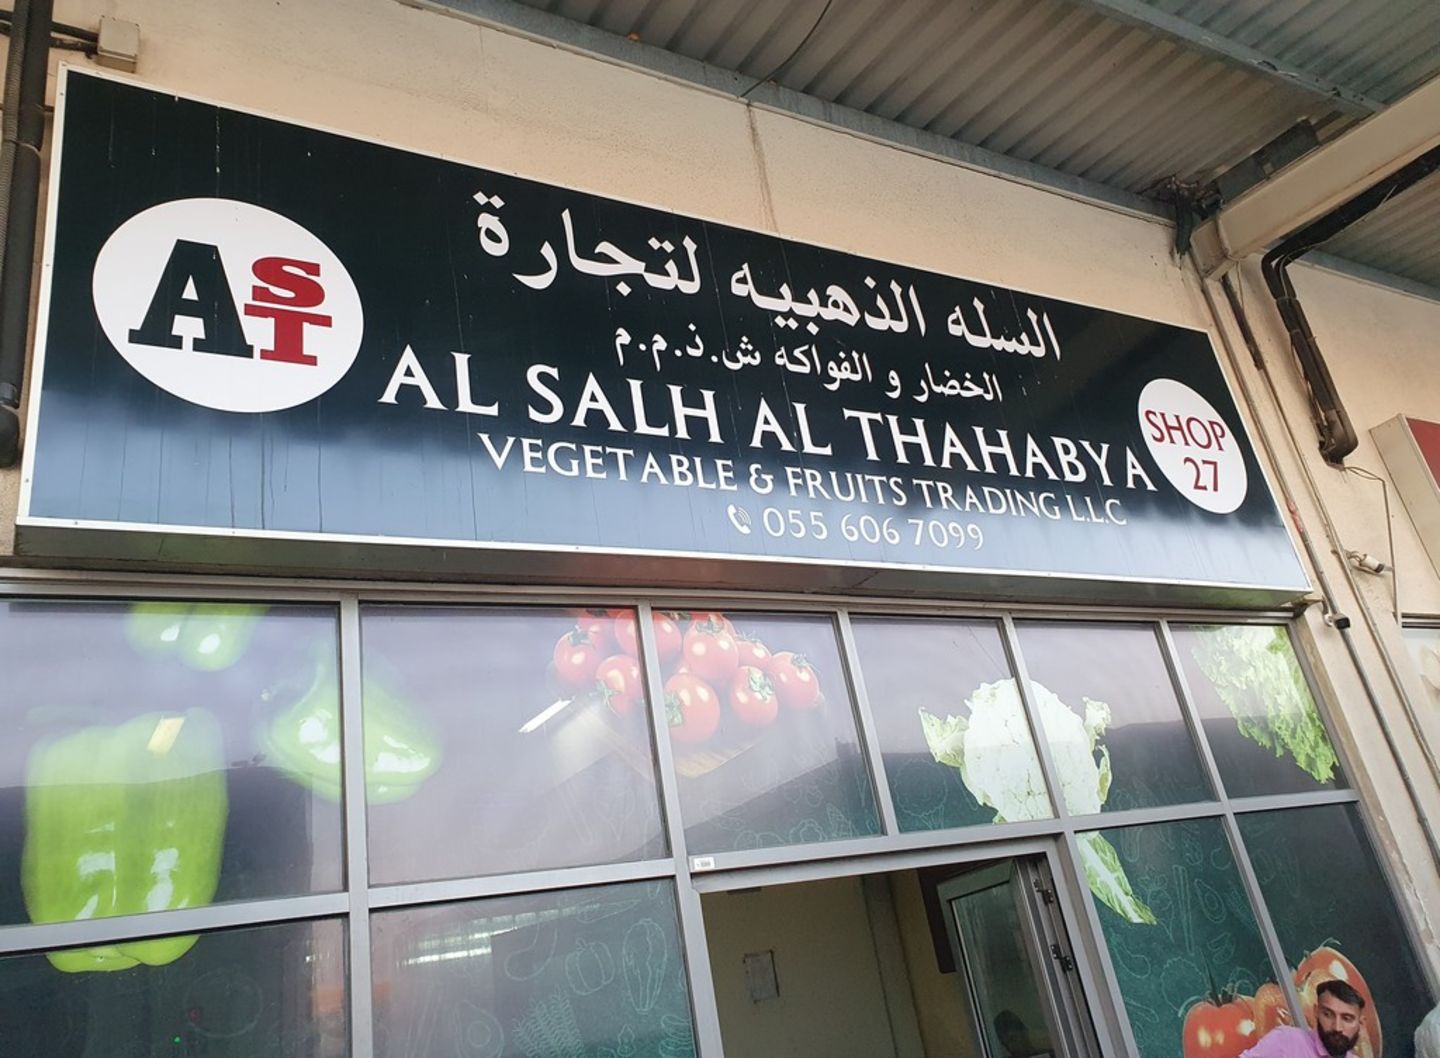 AST
السله الذهبيه لتجارة
الخضار و الفواكه ش.ذ.م.م
AL SALH AL THAHABYA
VEGETABLE & FRUITS TRADING L.L.C
055 606 7099
SHOP
27